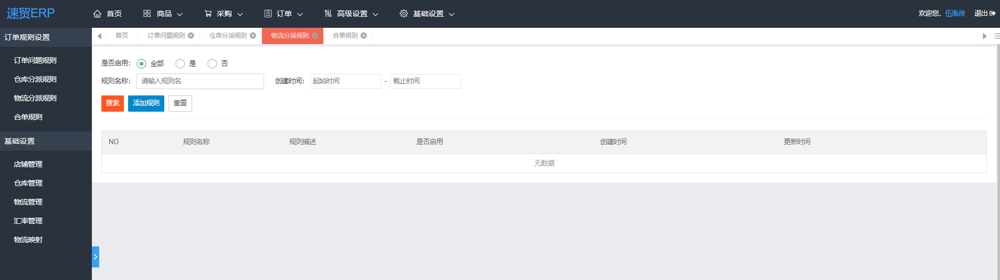 速贸ERP
首页
商品
采购
订单
高级设置
基础设置
欢迎您,
伍胤俊
退出
订单规则设置
订单问题规则
仓库分派规则
物流分派规则
合单规则
基础设置
店铺管理
仓库管理
物流管理
汇率管理
物流映射
首页
订单问题规则
仓库分派规则
物流分派规则
合单规则
是否启用:
全部
是
否
规则名称:
请输入规则名
创建时间:
起始时间
-
截止时间
搜索
添加规则
重置
NO
规则名称
规则描述
是否启用
创建时间
更新时间
无数据